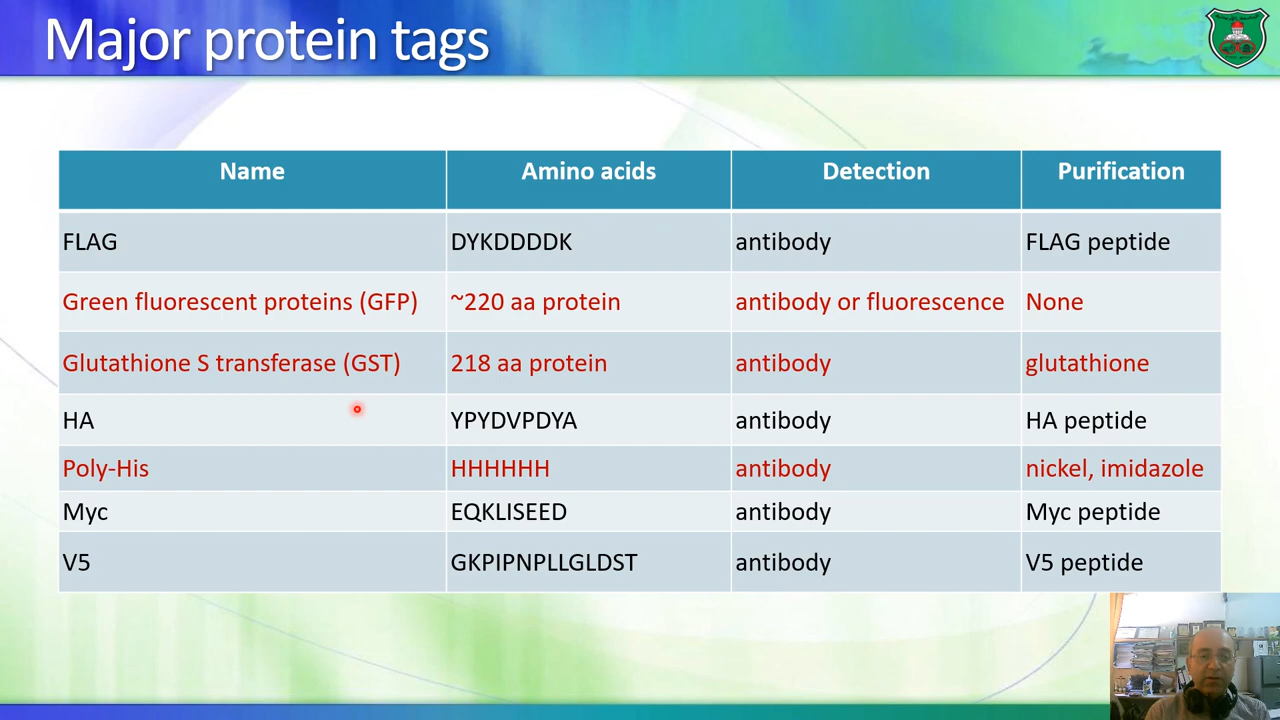 Major protein tags
Name Amino acids Detection Purification
FLAG DYKDDDDK antibody FLAG peptide
Green fluorescent proteins (GFP) ~220 aa protein antibody or fluorescence None
Glutathione S transferase (GST) 218 aa protein antibody glutathione
HA YPYDVPDYA antibody HA peptide
Poly-His HHHHHH antibody nickel, imidazole
Myc EQKLISEED antibody Myc peptide
V5 GKPIPNPLLGLDST antibody V5 peptide